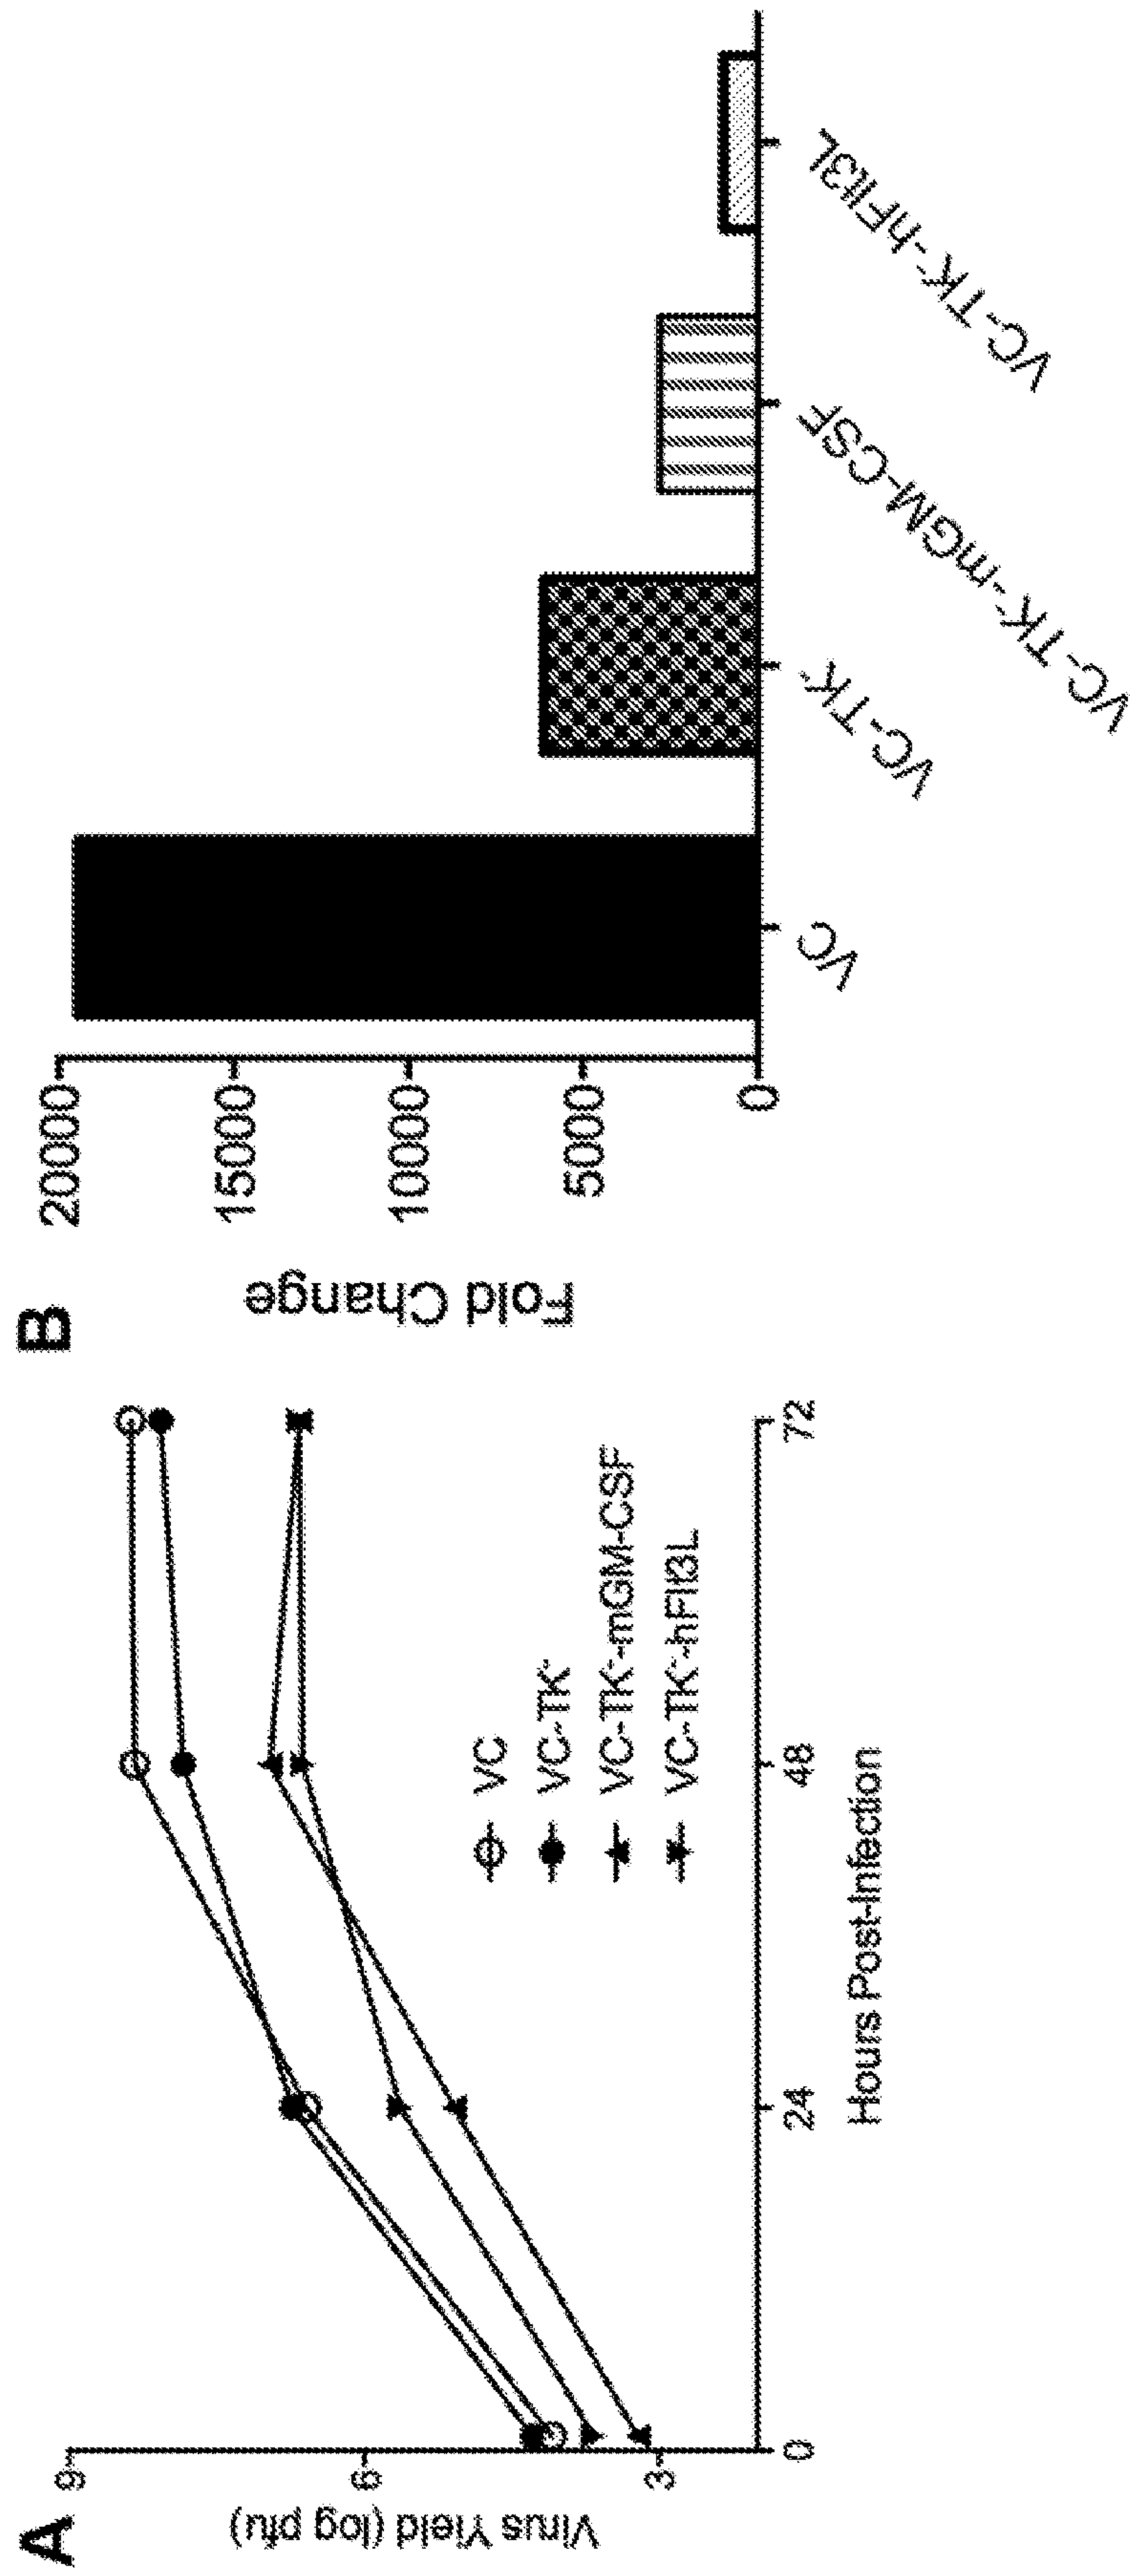 A
Virus Yield (log pfu)
9
6
3
0
24
48
72
Hours Post-Infection
VC
VC-TK⁻
VC-TK⁻-mGM-CSF
VC-TK⁻-hFlt3L
B
Fold Change
20000
15000
10000
5000
0
VC
VC-TK⁻
VC-TK⁻-mGM-CSF
VC-TK⁻-hFlt3L